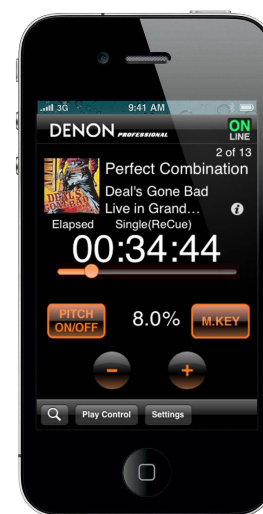 3G 9:41 AM
DENON PROFESSIONAL
ON
LINE
2 of 13
Perfect Combination
Deal's Gone Bad
Live in Grand...
Elapsed Single(ReCue)
00:34:44
PITCH
ON/OFF
8.0%
M.KEY
Play Control
Settings